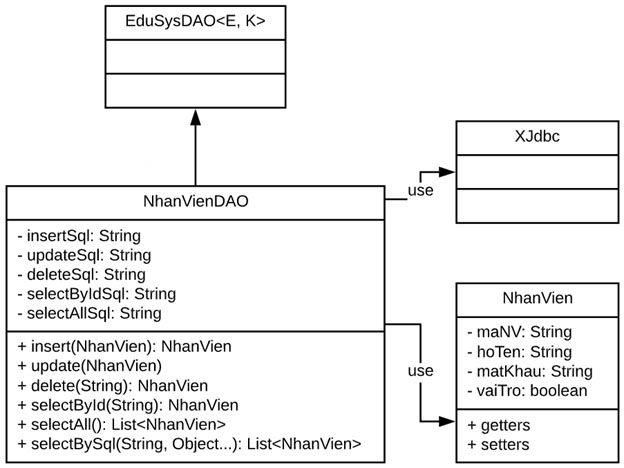 EduSysDAO<E, K>
XJdbc
use
NhanVienDAO
- insertSql: String
- updateSql: String
- deleteSql: String
- selectByIdSql: String
- selectAllSql: String
+ insert(NhanVien): NhanVien
+ update(NhanVien)
+ delete(String): NhanVien
+ selectById(String): NhanVien
+ selectAll(): List<NhanVien>
+ selectBySql(String, Object...): List<NhanVien>
use
NhanVien
- maNV: String
- hoTen: String
- matKhau: String
- vaiTro: boolean
+ getters
+ setters